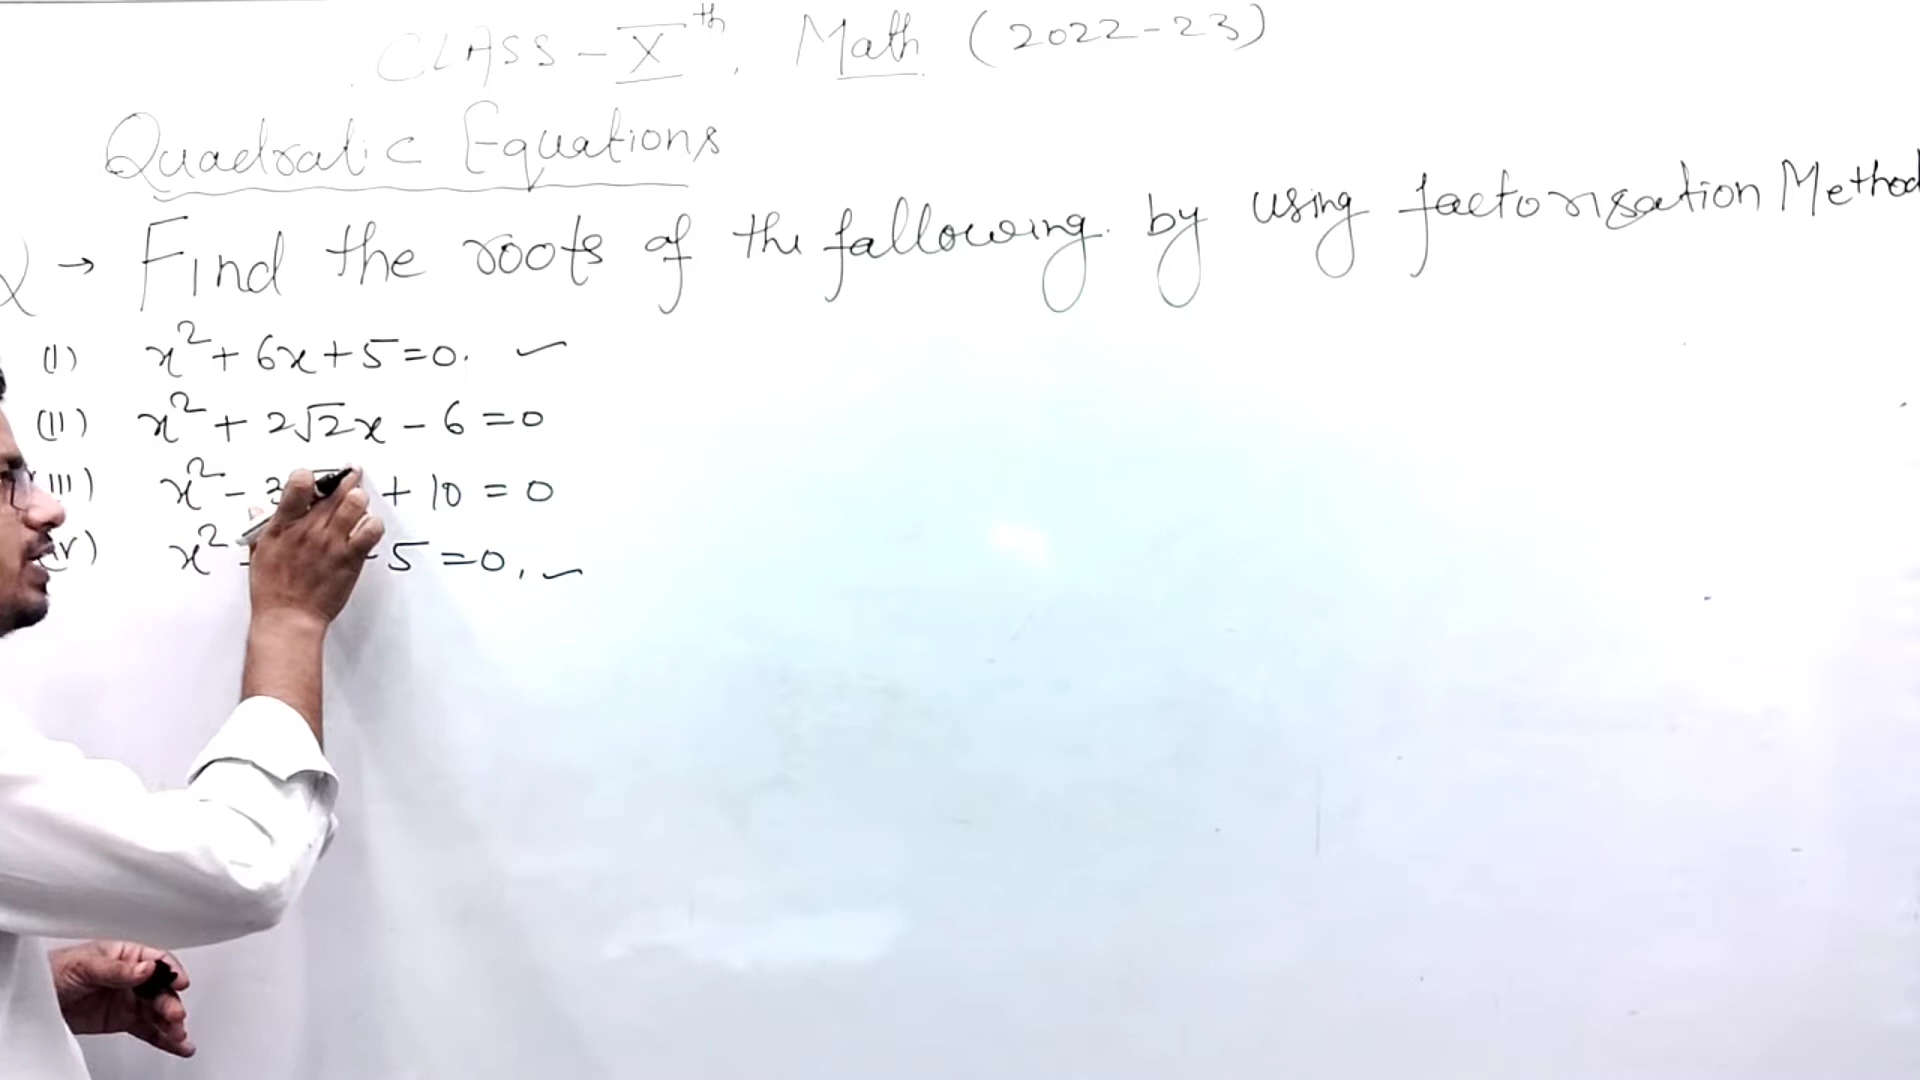 CLASS - Xth, Math (2022-23)
Quadratic Equations
Q → Find the roots of the fallowing by using factorisation Method
(I) x² + 6x + 5 = 0.
(II) x² + 2√2x - 6 = 0
III) x² - 3 + 10 = 0
x² 5 = 0,